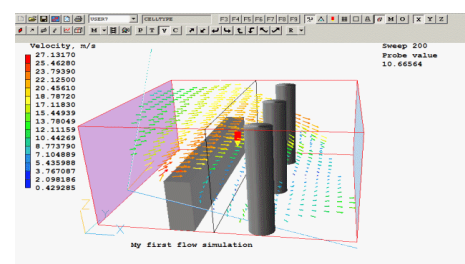 USER7 CELLTYPE F3 F4 F5 F6 F7 F8 F9 H A M O X Y Z
M H P T V C R
Velocity, m/s
Sweep 200
27.13170
Probe value
25.46280
10.66564
23.79390
22.12500
20.45610
18.78720
17.11830
15.44939
13.78049
12.11159
10.44269
8.773790
7.104889
5.435988
3.767087
2.098186
0.429285
Z Y X
My first flow simulation